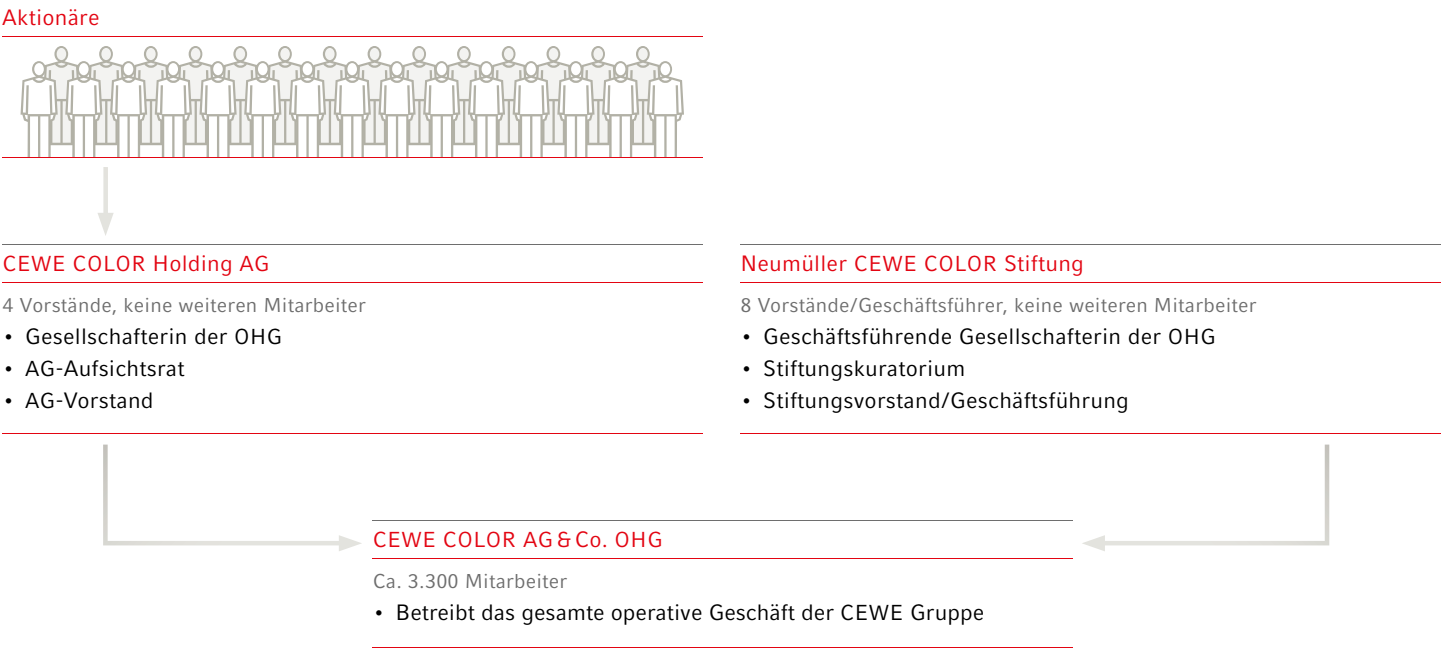 Aktionäre
CEWE COLOR Holding AG
4 Vorstände, keine weiteren Mitarbeiter
• Gesellschafterin der OHG
• AG-Aufsichtsrat
• AG-Vorstand
Neumüller CEWE COLOR Stiftung
8 Vorstände/Geschäftsführer, keine weiteren Mitarbeiter
• Geschäftsführende Gesellschafterin der OHG
• Stiftungskuratorium
• Stiftungsvorstand/Geschäftsführung
CEWE COLOR AG & Co. OHG
Ca. 3.300 Mitarbeiter
• Betreibt das gesamte operative Geschäft der CEWE Gruppe